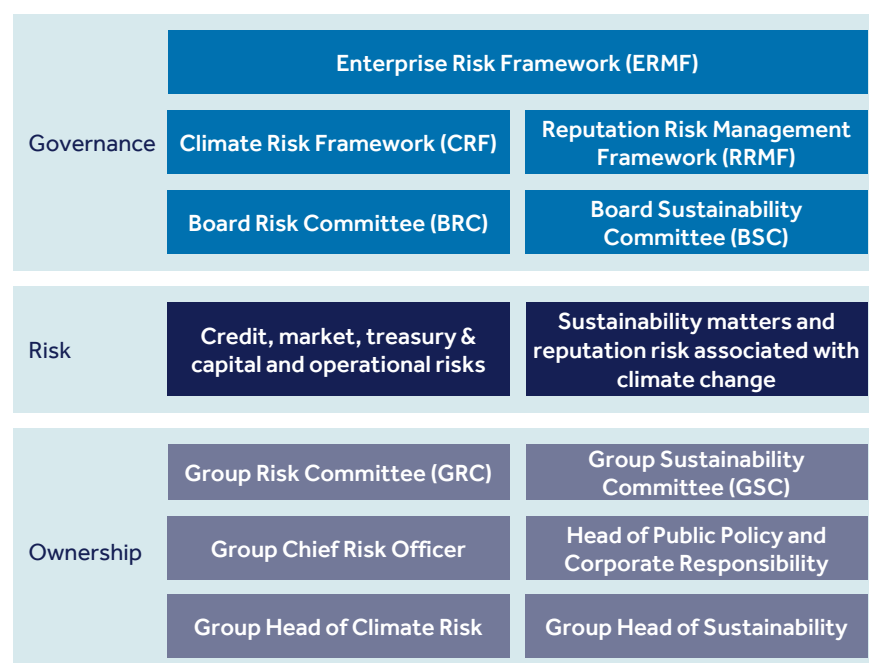 Enterprise Risk Framework (ERMF)
Governance
Climate Risk Framework (CRF)
Reputation Risk Management
Framework (RRMF)
Board Risk Committee (BRC)
Board Sustainability
Committee (BSC)
Risk
Credit, market, treasury &
capital and operational risks
Sustainability matters and
reputation risk associated with
climate change
Ownership
Group Risk Committee (GRC)
Group Sustainability
Committee (GSC)
Group Chief Risk Officer
Head of Public Policy and
Corporate Responsibility
Group Head of Climate Risk
Group Head of Sustainability